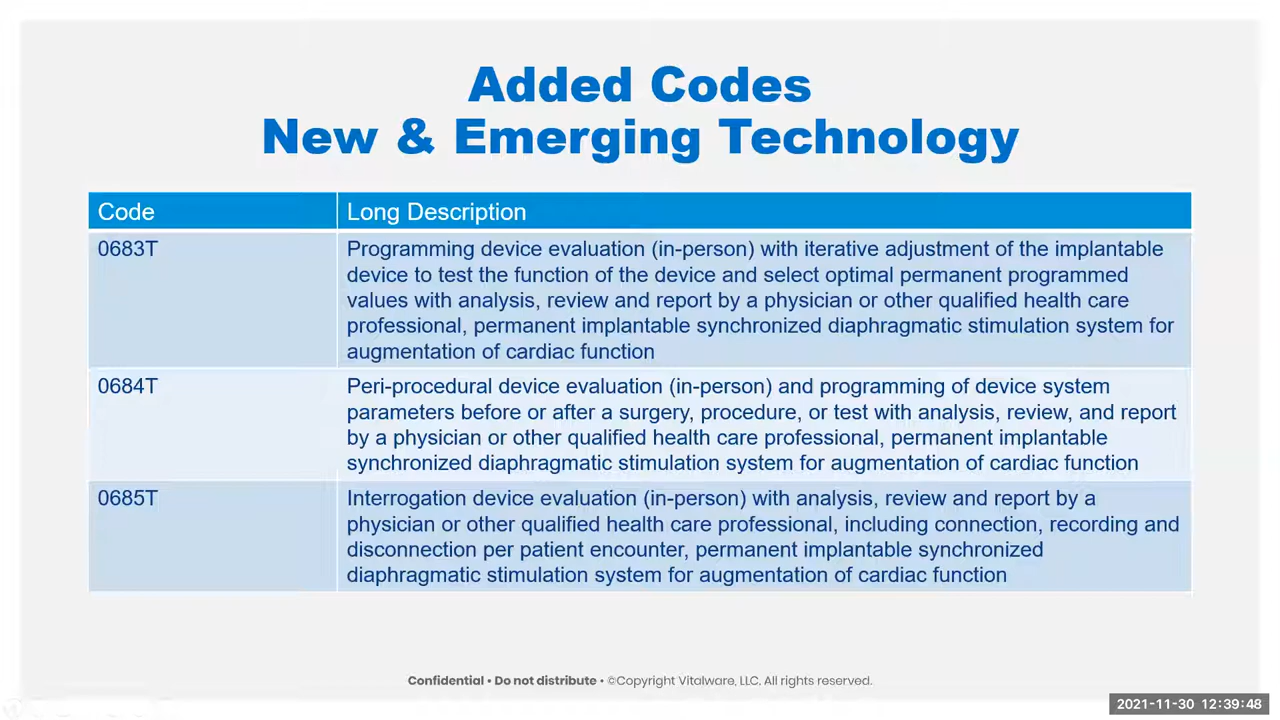 Added Codes
New & Emerging Technology
Code
Long Description
0683T
Programming device evaluation (in-person) with iterative adjustment of the implantable
device to test the function of the device and select optimal permanent programmed
values with analysis, review and report by a physician or other qualified health care
professional, permanent implantable synchronized diaphragmatic stimulation system for
augmentation of cardiac function
0684T
Peri-procedural device evaluation (in-person) and programming of device system
parameters before or after a surgery, procedure, or test with analysis, review, and report
by a physician or other qualified health care professional, permanent implantable
synchronized diaphragmatic stimulation system for augmentation of cardiac function
0685T
Interrogation device evaluation (in-person) with analysis, review and report by a
physician or other qualified health care professional, including connection, recording and
disconnection per patient encounter, permanent implantable synchronized
diaphragmatic stimulation system for augmentation of cardiac function
Confidential • Do not distribute • ©Copyright Vitalware, LLC. All rights reserved.
2021-11-30 12:39:48